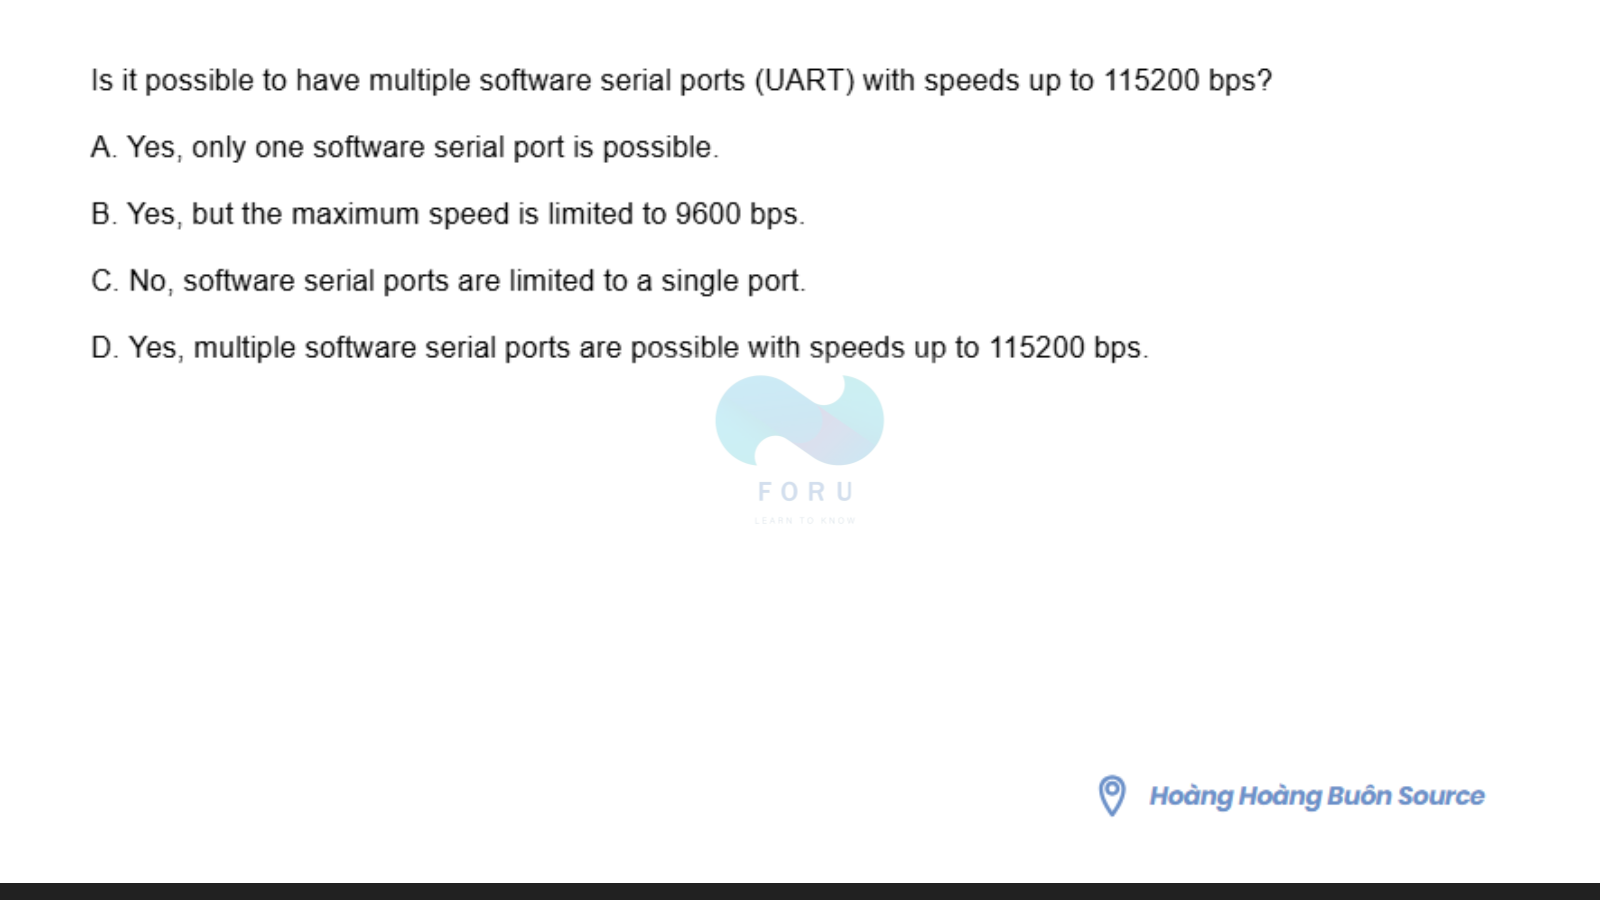 Is it possible to have multiple software serial ports (UART) with speeds up to 115200 bps?
A. Yes, only one software serial port is possible.
B. Yes, but the maximum speed is limited to 9600 bps.
C. No, software serial ports are limited to a single port.
D. Yes, multiple software serial ports are possible with speeds up to 115200 bps.
FORU
LEARN TO KNOW
Hoàng Hoàng Buôn Source